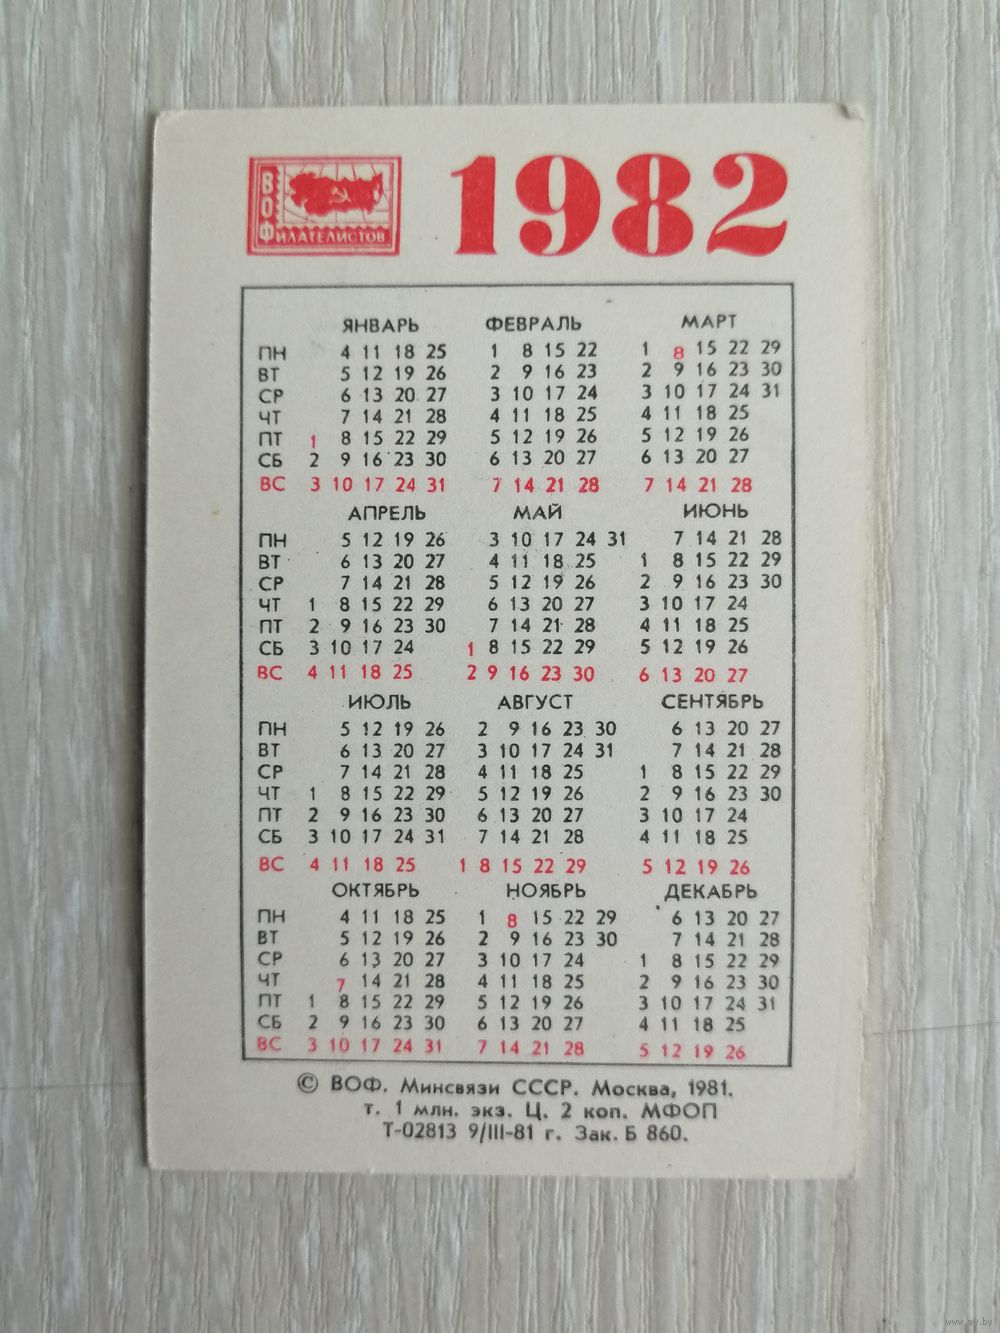 ВОФИЛАТЕЛИСТОВ
1982
ЯНВАРЬ ФЕВРАЛЬ МАРТ
ПН 4 11 18 25 1 8 15 22 1 8 15 22 29
ВТ 5 12 19 26 2 9 16 23 2 9 16 23 30
СР 6 13 20 27 3 10 17 24 3 10 17 24 31
ЧТ 7 14 21 28 4 11 18 25 4 11 18 25
ПТ 1 8 15 22 29 5 12 19 26 5 12 19 26
СБ 2 9 16 23 30 6 13 20 27 6 13 20 27
ВС 3 10 17 24 31 7 14 21 28 7 14 21 28
АПРЕЛЬ МАЙ ИЮНЬ
ПН 5 12 19 26 3 10 17 24 31 7 14 21 28
ВТ 6 13 20 27 4 11 18 25 1 8 15 22 29
СР 7 14 21 28 5 12 19 26 2 9 16 23 30
ЧТ 1 8 15 22 29 6 13 20 27 3 10 17 24
ПТ 2 9 16 23 30 7 14 21 28 4 11 18 25
СБ 3 10 17 24 1 8 15 22 29 5 12 19 26
ВС 4 11 18 25 2 9 16 23 30 6 13 20 27
ИЮЛЬ АВГУСТ СЕНТЯБРЬ
ПН 5 12 19 26 2 9 16 23 30 6 13 20 27
ВТ 6 13 20 27 3 10 17 24 31 7 14 21 28
СР 7 14 21 28 4 11 18 25 1 8 15 22 29
ЧТ 1 8 15 22 29 5 12 19 26 2 9 16 23 30
ПТ 2 9 16 23 30 6 13 20 27 3 10 17 24
СБ 3 10 17 24 31 7 14 21 28 4 11 18 25
ВС 4 11 18 25 1 8 15 22 29 5 12 19 26
ОКТЯБРЬ НОЯБРЬ ДЕКАБРЬ
ПН 4 11 18 25 1 8 15 22 29 6 13 20 27
ВТ 5 12 19 26 2 9 16 23 30 7 14 21 28
СР 6 13 20 27 3 10 17 24 1 8 15 22 29
ЧТ 7 14 21 28 4 11 18 25 2 9 16 23 30
ПТ 1 8 15 22 29 5 12 19 26 3 10 17 24 31
СБ 2 9 16 23 30 6 13 20 27 4 11 18 25
ВС 3 10 17 24 31 7 14 21 28 5 12 19 26
© ВОФ. Минсвязи СССР. Москва, 1981.
т. 1 млн. экз. Ц. 2 коп. МФОП
Т-02813 9/III-81 г. Зак. Б 860.
www.ay.by